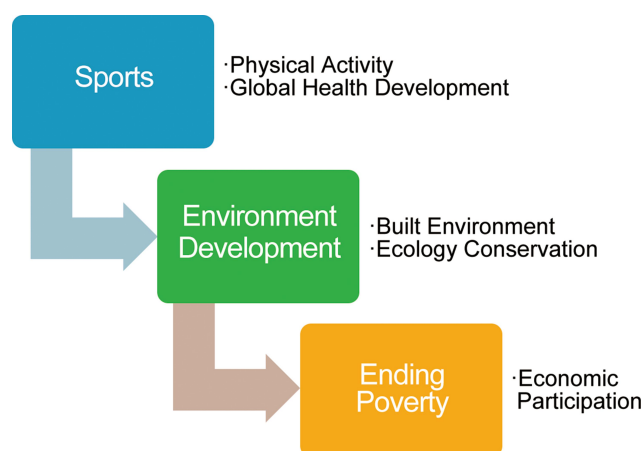 Sports
·Physical Activity
·Global Health Development
Environment
Development
·Built Environment
·Ecology Conservation
Ending
Poverty
·Economic
Participation